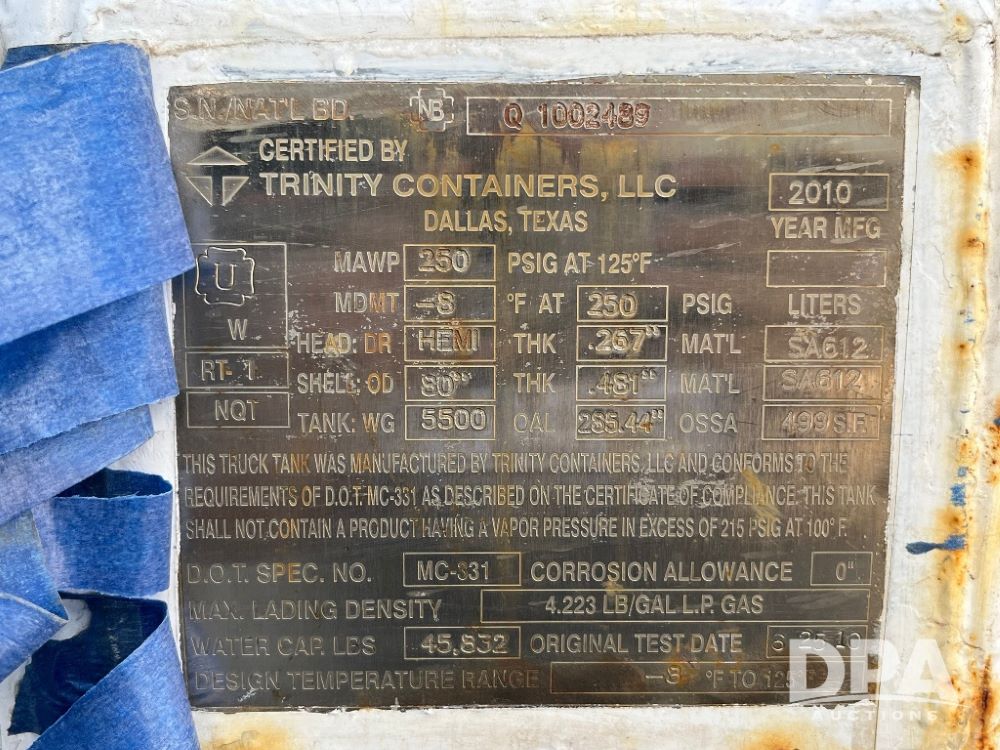 S.N./NAT'L BD. NB Q 1002489
CERTIFIED BY
TRINITY CONTAINERS, LLC
DALLAS, TEXAS
2010
YEAR MFG
U
W
RT-1
NQT
MAWP 250 PSIG AT 125°F
MDMT -8 °F AT 250 PSIG LITERS
HEAD: DR HEMI THK .267" MAT'L SA612
SHELL: OD 80" THK .481" MAT'L SA612
TANK: WG 5500 OAL 285.44" OSSA 499 S.F.
THIS TRUCK TANK WAS MANUFACTURED BY TRINITY CONTAINERS, LLC AND CONFORMS TO THE
REQUIREMENTS OF D.O.T. MC-331 AS DESCRIBED ON THE CERTIFICATE OF COMPLIANCE. THIS TANK
SHALL NOT CONTAIN A PRODUCT HAVING A VAPOR PRESSURE IN EXCESS OF 215 PSIG AT 100° F.
D.O.T. SPEC. NO. MC-331 CORROSION ALLOWANCE 0"
MAX. LADING DENSITY 4.223 LB/GAL L.P. GAS
WATER CAP. LBS 45,832 ORIGINAL TEST DATE 6 25 10
DESIGN TEMPERATURE RANGE -8 °F TO 125°
DPA
AUCTIONS